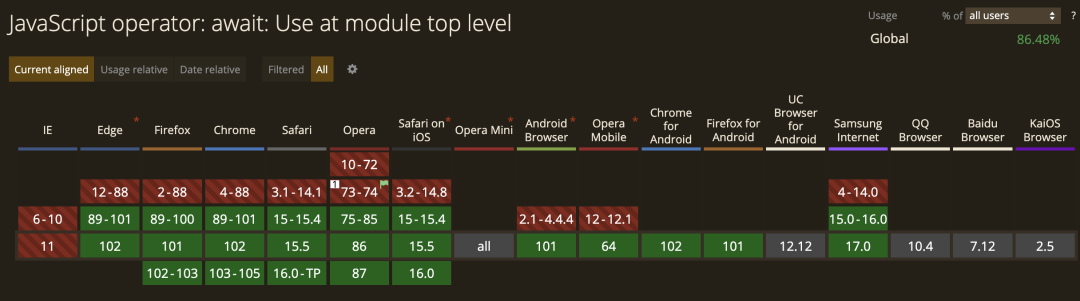 JavaScript operator: await: Use at module top level
Usage % of all users ?
Global 86.48%
Current aligned Usage relative Date relative Filtered All
IE Edge * Firefox Chrome Safari Opera Safari on iOS * Opera Mini * Android Browser * Opera Mobile * Chrome for Android Firefox for Android UC Browser for Android Samsung Internet QQ Browser Baidu Browser KaiOS Browser
10-72
12-88 2-88 4-88 3.1-14.1 1 73-74 3.2-14.8 4-14.0
6-10 89-101 89-100 89-101 15-15.4 75-85 15-15.4 2.1-4.4.4 12-12.1 15.0-16.0
11 102 101 102 15.5 86 15.5 all 101 64 102 101 12.12 17.0 10.4 7.12 2.5
102-103 103-105 16.0-TP 87 16.0